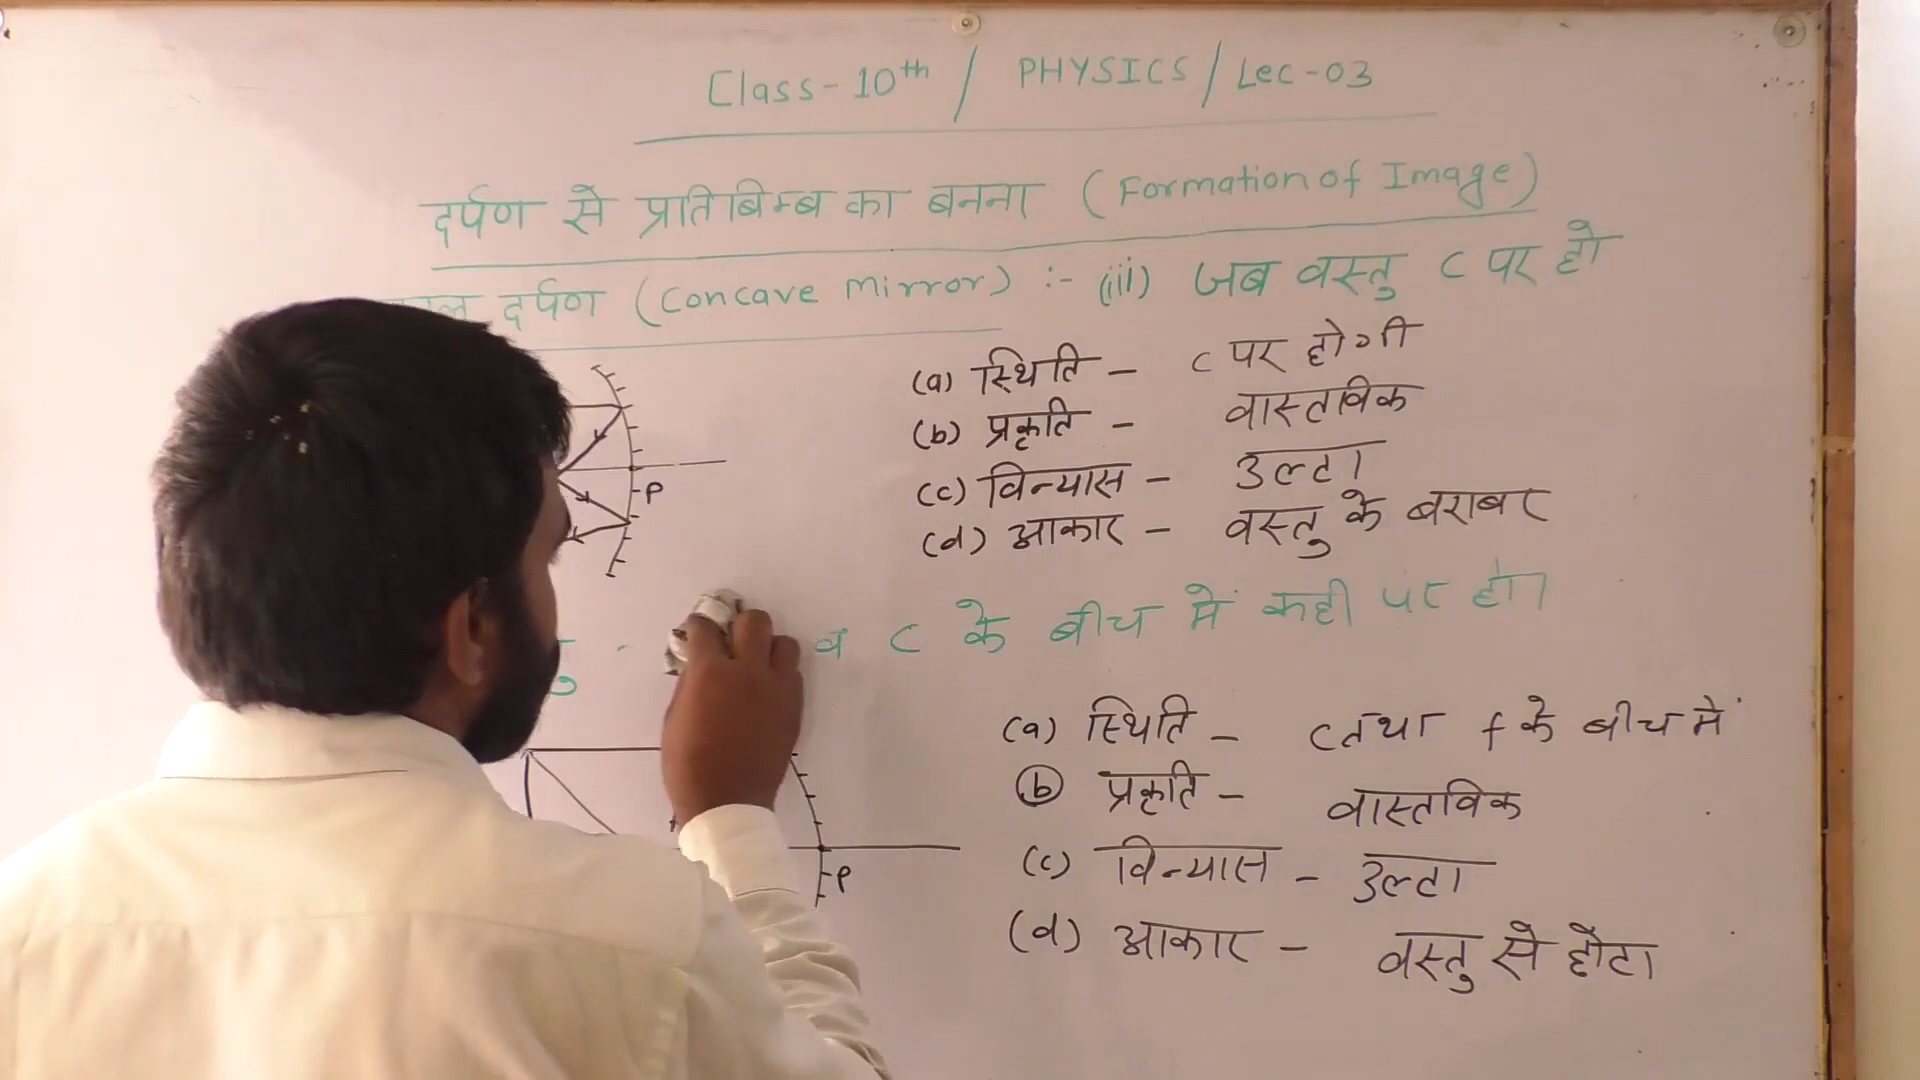 Class-10th / PHYSICS / Lec-03
दर्पण से प्रतिबिम्ब का बनना (Formation of Image)
दर्पण (Concave Mirror) :- (iii) जब वस्तु C पर हो
(a) स्थिति - C पर होगी
(b) प्रकृति - वास्तविक
(c) विन्यास - उल्टा
(d) आकार - वस्तु के बराबर
P
व C के बीच में कही पर हो।
(a) स्थिति - C तथा f के बीच में
(b) प्रकृति - वास्तविक
(c) विन्यास - उल्टा
(d) आकार - वस्तु से छोटा
P